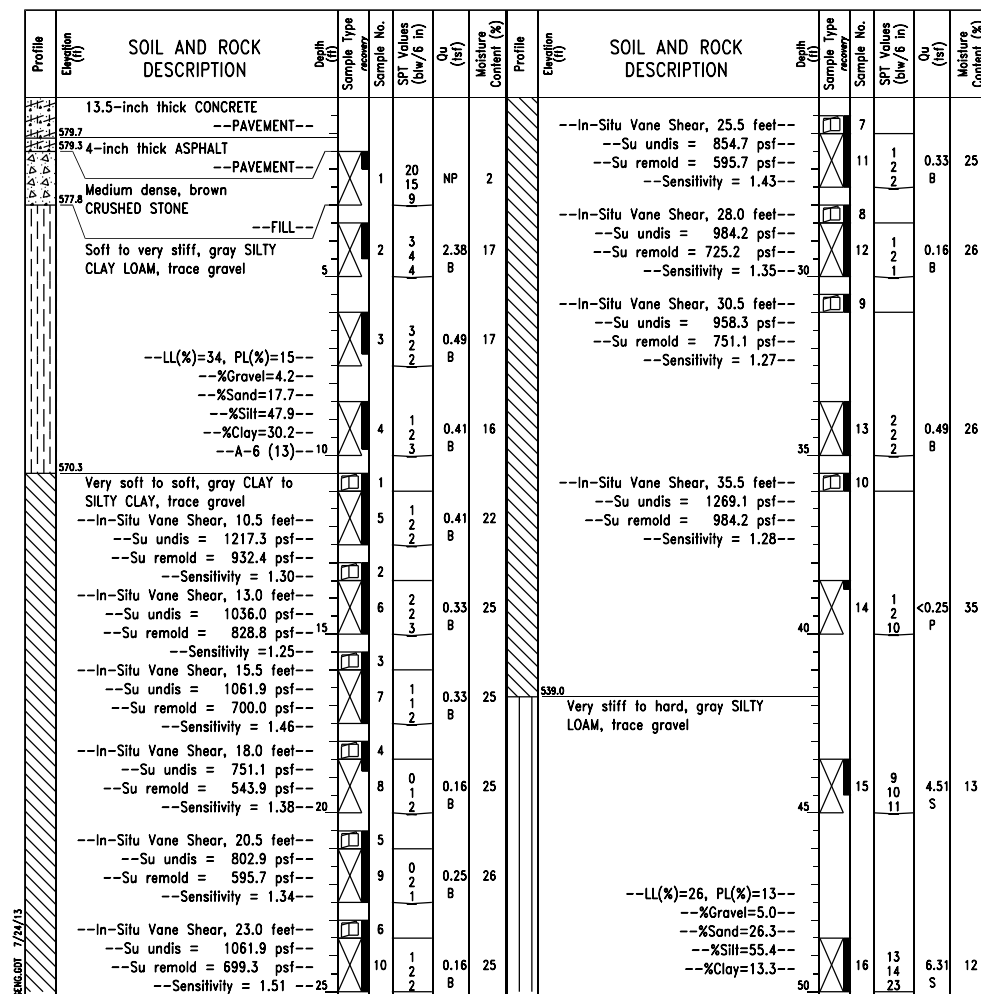 Profile
Elevation (ft)
SOIL AND ROCK
DESCRIPTION
Depth (ft)
Sample Type
recovery
Sample No.
SPT Values (blw/6 in)
Qu (tsf)
Moisture Content (%)
13.5-inch thick CONCRETE
--PAVEMENT--
579.7
579.3
4-inch thick ASPHALT
--PAVEMENT--
1 20 15 9 NP 2
Medium dense, brown
CRUSHED STONE
577.8
--FILL--
Soft to very stiff, gray SILTY
CLAY LOAM, trace gravel
5
2 3 4 4 2.38 B 17
3 3 2 2 0.49 B 17
--LL(%)=34, PL(%)=15--
--%Gravel=4.2--
--%Sand=17.7--
--%Silt=47.9--
--%Clay=30.2--
--A-6 (13)--10
4 1 2 3 0.41 B 16
570.3
Very soft to soft, gray CLAY to
SILTY CLAY, trace gravel
1
--In-Situ Vane Shear, 10.5 feet--
--Su undis = 1217.3 psf--
--Su remold = 932.4 psf--
--Sensitivity = 1.30--
5 1 2 2 0.41 B 22
2
--In-Situ Vane Shear, 13.0 feet--
--Su undis = 1036.0 psf--
--Su remold = 828.8 psf--15
--Sensitivity =1.25--
6 2 2 3 0.33 B 25
3
--In-Situ Vane Shear, 15.5 feet--
--Su undis = 1061.9 psf--
--Su remold = 700.0 psf--
--Sensitivity = 1.46--
7 1 1 2 0.33 B 25
4
--In-Situ Vane Shear, 18.0 feet--
--Su undis = 751.1 psf--
--Su remold = 543.9 psf--
--Sensitivity = 1.38--20
8 0 1 2 0.16 B 25
5
--In-Situ Vane Shear, 20.5 feet--
--Su undis = 802.9 psf--
--Su remold = 595.7 psf--
--Sensitivity = 1.34--
9 0 2 1 0.25 B 26
6
--In-Situ Vane Shear, 23.0 feet--
--Su undis = 1061.9 psf--
--Su remold = 699.3 psf--
--Sensitivity = 1.51 --25
10 1 2 2 0.16 B 25
7/24/13
Profile
Elevation (ft)
SOIL AND ROCK
DESCRIPTION
Depth (ft)
Sample Type
recovery
Sample No.
SPT Values (blw/6 in)
Qu (tsf)
Moisture Content (%)
7
--In-Situ Vane Shear, 25.5 feet--
--Su undis = 854.7 psf--
--Su remold = 595.7 psf--
--Sensitivity = 1.43--
11 1 2 2 0.33 B 25
8
--In-Situ Vane Shear, 28.0 feet--
--Su undis = 984.2 psf--
--Su remold = 725.2 psf--
--Sensitivity = 1.35--30
12 1 2 1 0.16 B 26
9
--In-Situ Vane Shear, 30.5 feet--
--Su undis = 958.3 psf--
--Su remold = 751.1 psf--
--Sensitivity = 1.27--
35
13 2 2 2 0.49 B 26
10
--In-Situ Vane Shear, 35.5 feet--
--Su undis = 1269.1 psf--
--Su remold = 984.2 psf--
--Sensitivity = 1.28--
40
14 1 2 10 <0.25 P 35
539.0
Very stiff to hard, gray SILTY
LOAM, trace gravel
45
15 9 10 11 4.51 S 13
--LL(%)=26, PL(%)=13--
--%Gravel=5.0--
--%Sand=26.3--
--%Silt=55.4--
--%Clay=13.3--
50
16 13 14 23 6.31 S 12